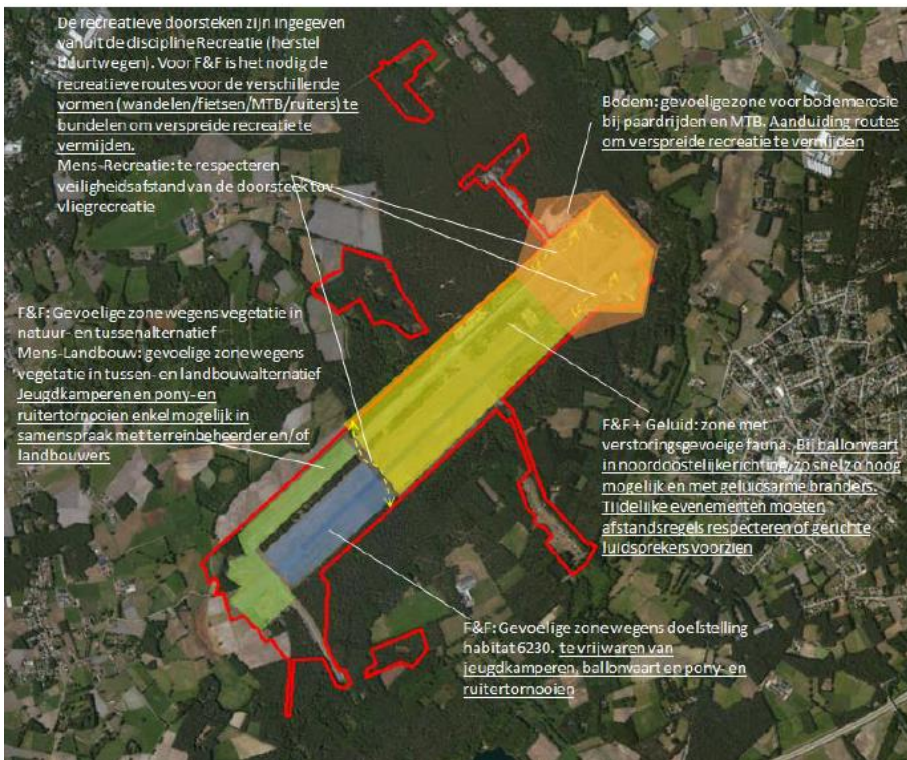 De recreatieve doorsteken zijn ingegeven
vanuit de discipline Recreatie (herstel
buurtwegen). Voor F&F is het nodig de
recreatieve routes voor de verschillende
vormen (wandelen/fietsen/MTB/ruiters) te
bundelen om verspreide recreatie te
vermijden.
Mens-Recreatie: te respecteren
veiligheidsafstand van de doorsteek tov
vliegrecreatie
Bodem: gevoelige zone voor bodemerosie
bij paardrijden en MTB. Aanduiding routes
om verspreide recreatie te vermijden
F&F: Gevoelige zone wegens vegetatie in
natuur- en tussenalternatief
Mens-Landbouw: gevoelige zone wegens
vegetatie in tussen- en landbouwalternatief
Jeugdkamperen en pony- en
ruitertornooien enkel mogelijk in
samenspraak met terreinbeheerder en/of
landbouwers
F&F + Geluid: zone met
verstoringsgevoeige fauna. Bij ballonvaart
in noordoostelijke richting, zo snel zo hoog
mogelijk en met geluidsarme branders.
Tijdelijke evenementen moeten
afstandsregels respecteren of gerichte
luidsprekers voorzien
F&F: Gevoelige zone wegens doelstelling
habitat 6230. te vrijwaren van
jeugdkamperen, ballonvaart en pony- en
ruitertornooien